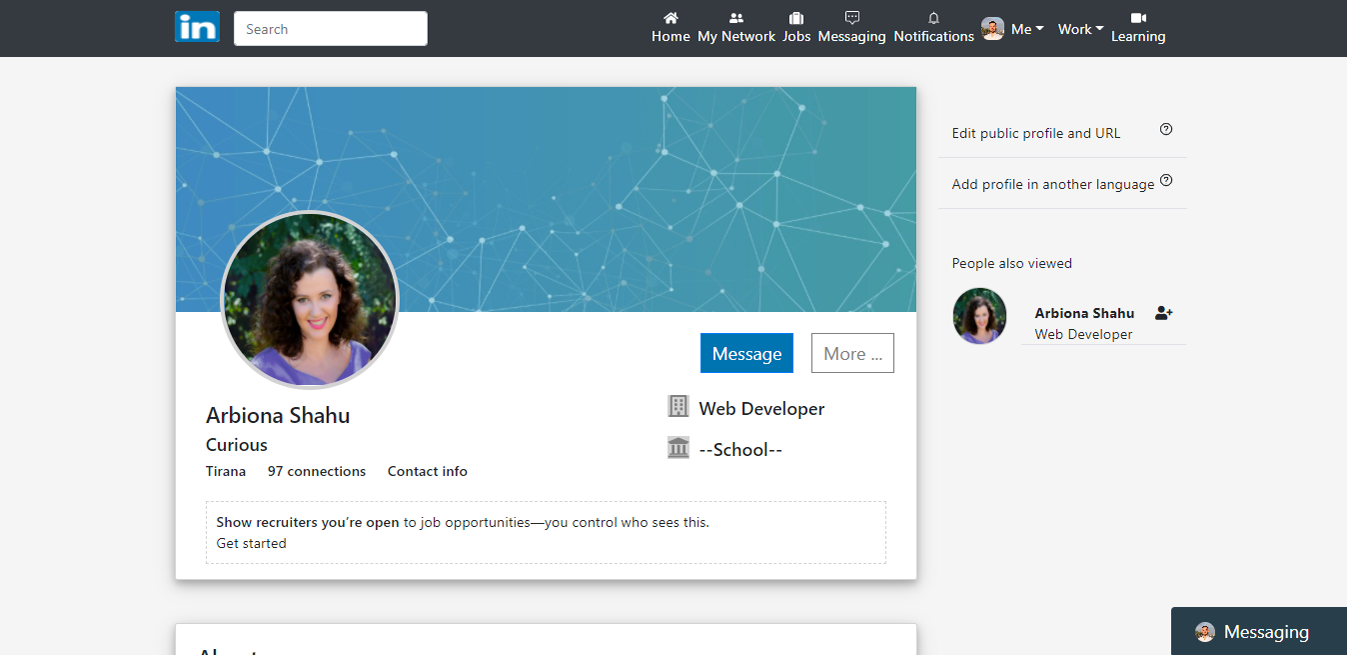 in
Search
Home
My Network
Jobs
Messaging
Notifications
Me
Work
Learning
Edit public profile and URL
Add profile in another language
People also viewed
Arbiona Shahu
Web Developer
Message
More ...
Arbiona Shahu
Curious
Tirana 97 connections Contact info
Web Developer
--School--
Show recruiters you’re open to job opportunities—you control who sees this.
Get started
Messaging